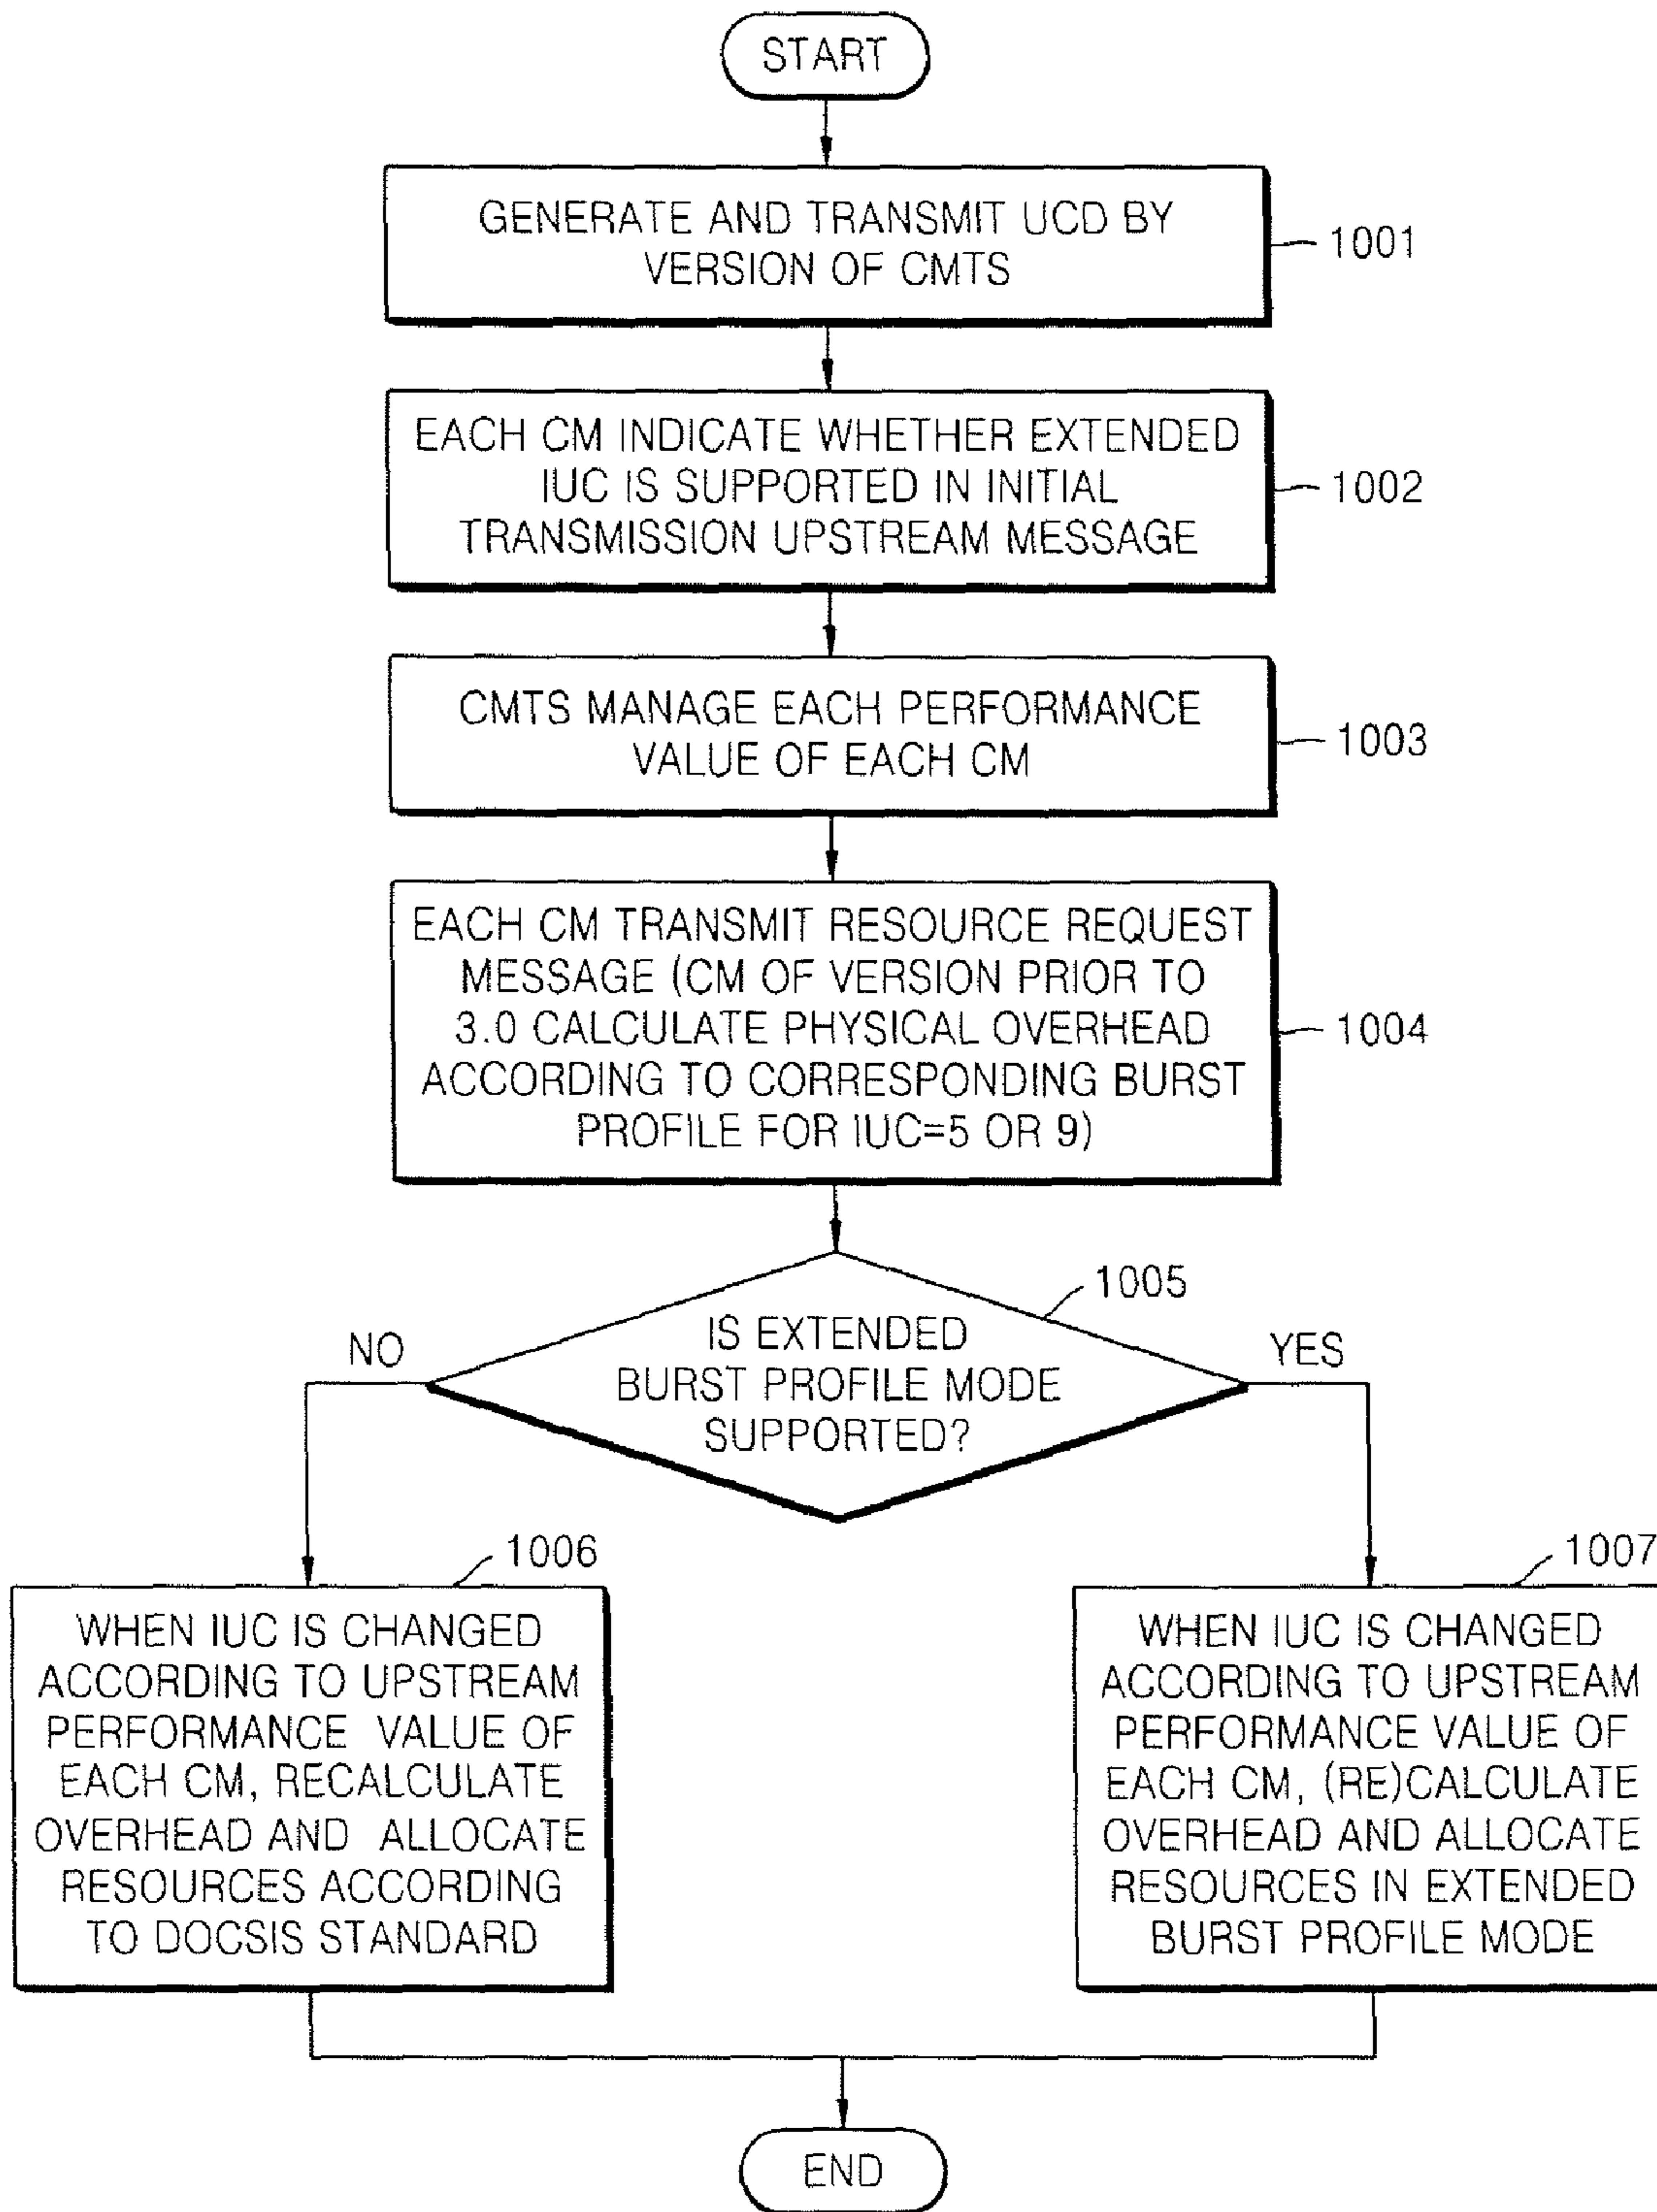 START
GENERATE AND TRANSMIT UCD BY
VERSION OF CMTS
1001
EACH CM INDICATE WHETHER EXTENDED
IUC IS SUPPORTED IN INITIAL
TRANSMISSION UPSTREAM MESSAGE
1002
CMTS MANAGE EACH PERFORMANCE
VALUE OF EACH CM
1003
EACH CM TRANSMIT RESOURCE REQUEST
MESSAGE (CM OF VERSION PRIOR TO
3.0 CALCULATE PHYSICAL OVERHEAD
ACCORDING TO CORRESPONDING BURST
PROFILE FOR IUC=5 OR 9)
1004
1005
IS EXTENDED
BURST PROFILE MODE
SUPPORTED?
NO
YES
1006
WHEN IUC IS CHANGED
ACCORDING TO UPSTREAM
PERFORMANCE VALUE OF
EACH CM, RECALCULATE
OVERHEAD AND ALLOCATE
RESOURCES ACCORDING
TO DOCSIS STANDARD
1007
WHEN IUC IS CHANGED
ACCORDING TO UPSTREAM
PERFORMANCE VALUE OF
EACH CM, (RE)CALCULATE
OVERHEAD AND ALLOCATE
RESOURCES IN EXTENDED
BURST PROFILE MODE
END